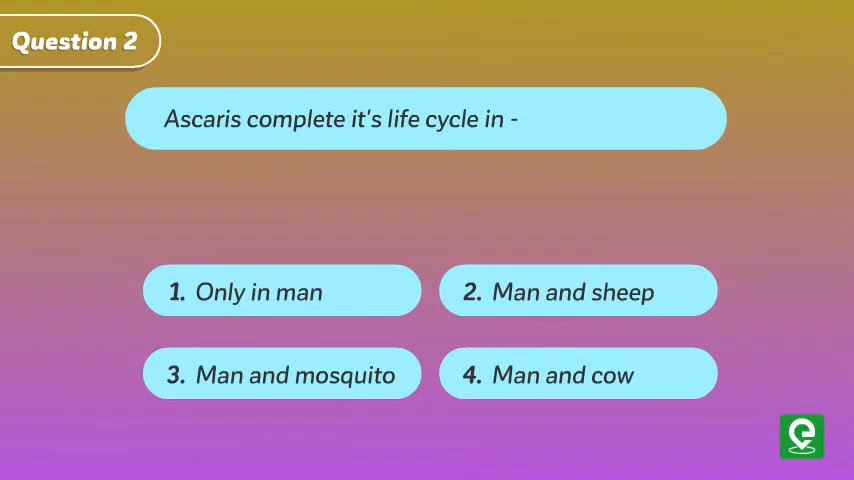 Question 2
Ascaris complete it's life cycle in -
1. Only in man
2. Man and sheep
3. Man and mosquito
4. Man and cow